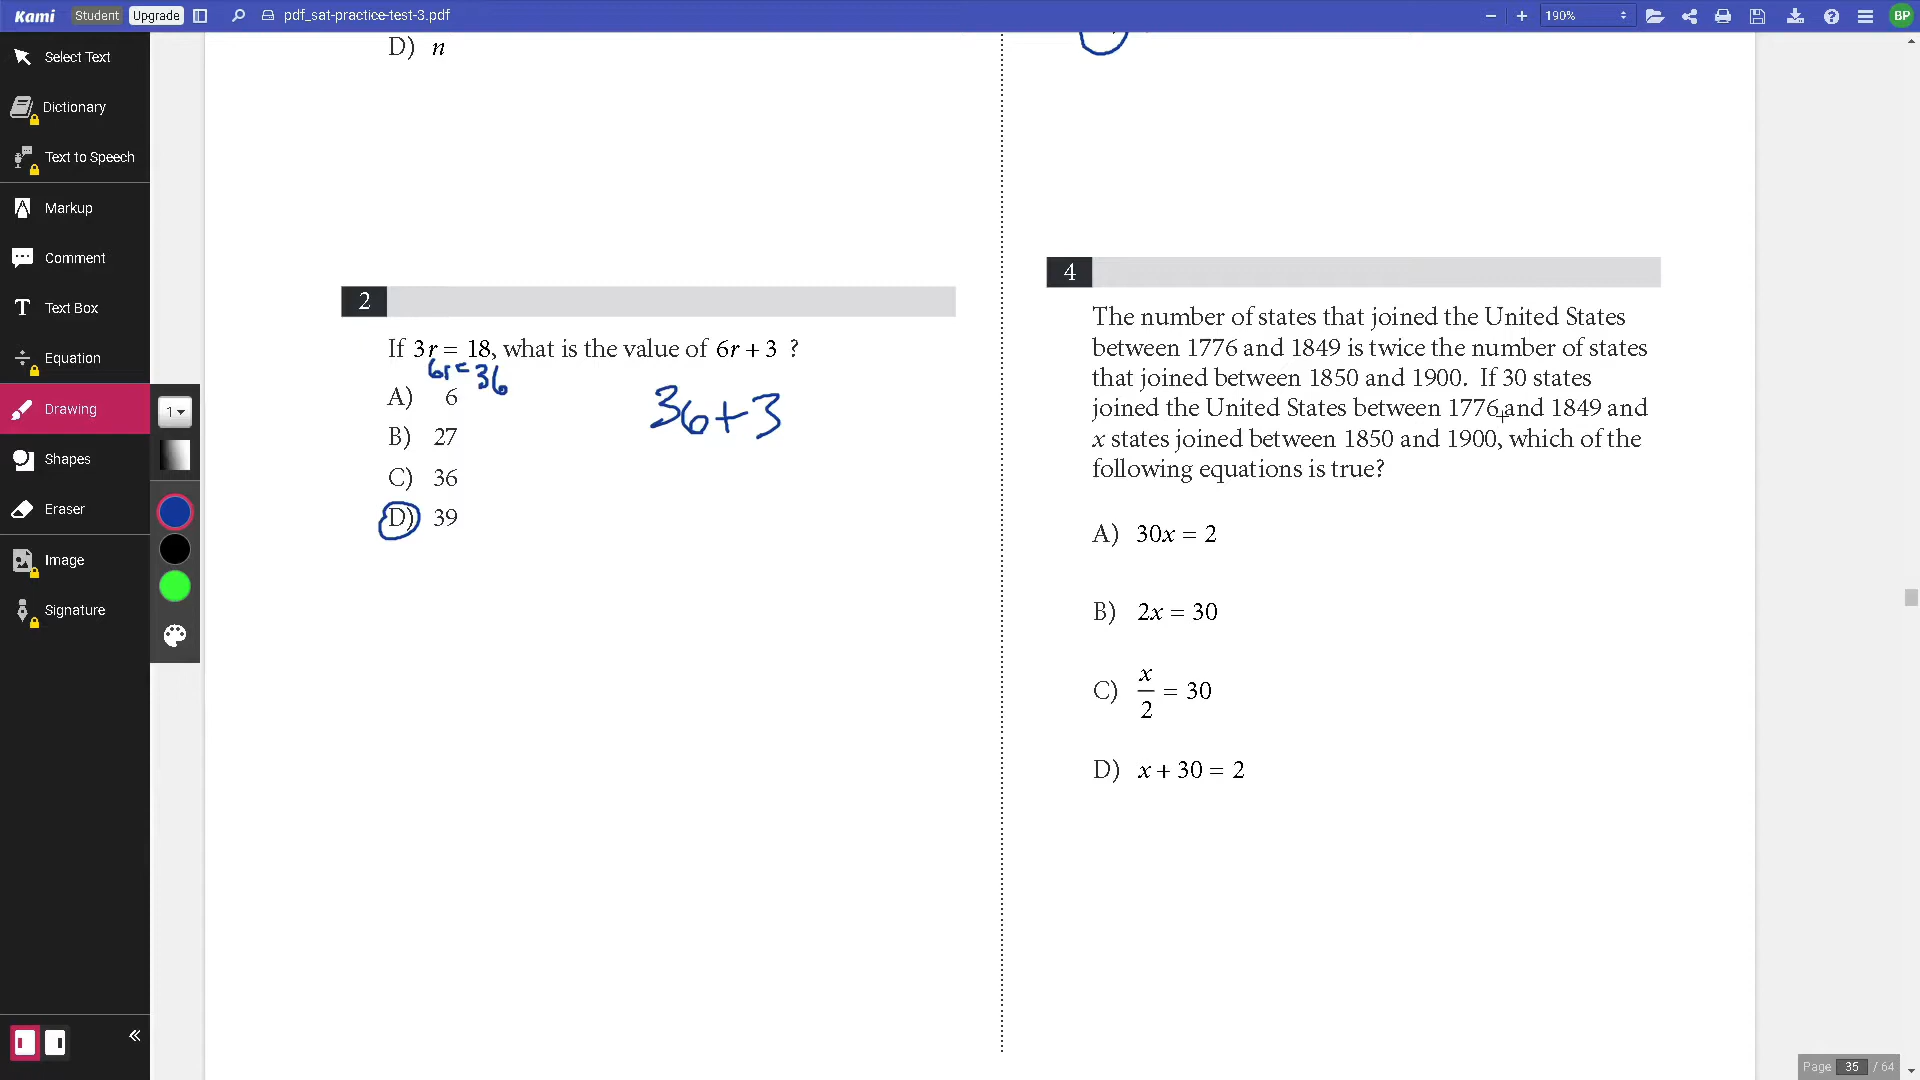 Kami Student Upgrade pdf_sat-practice-test-3.pdf 190% BP
Select Text
Dictionary
Text to Speech
Markup
Comment
Text Box
Equation
Drawing
1
Shapes
Eraser
Image
Signature
D) n
2
If 3r = 18, what is the value of 6r + 3 ?
6r = 36
A) 6
36+3
B) 27
C) 36
D) 39
4
The number of states that joined the United States
between 1776 and 1849 is twice the number of states
that joined between 1850 and 1900. If 30 states
joined the United States between 1776 and 1849 and
x states joined between 1850 and 1900, which of the
following equations is true?
A) 30x = 2
B) 2x = 30
C) x/2 = 30
D) x + 30 = 2
Page 35 / 64